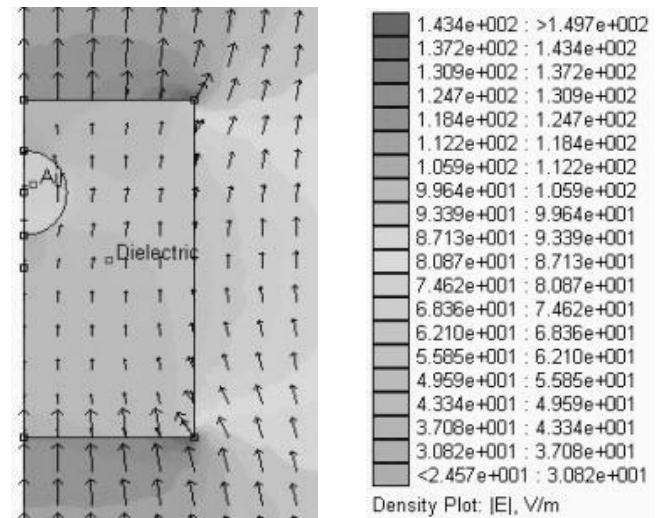 Air
Dielectric
1.434e+002 : >1.497e+002
1.372e+002 : 1.434e+002
1.309e+002 : 1.372e+002
1.247e+002 : 1.309e+002
1.184e+002 : 1.247e+002
1.122e+002 : 1.184e+002
1.059e+002 : 1.122e+002
9.964e+001 : 1.059e+002
9.339e+001 : 9.964e+001
8.713e+001 : 9.339e+001
8.087e+001 : 8.713e+001
7.462e+001 : 8.087e+001
6.836e+001 : 7.462e+001
6.210e+001 : 6.836e+001
5.585e+001 : 6.210e+001
4.959e+001 : 5.585e+001
4.334e+001 : 4.959e+001
3.708e+001 : 4.334e+001
3.082e+001 : 3.708e+001
<2.457e+001 : 3.082e+001
Density Plot: |E|, V/m